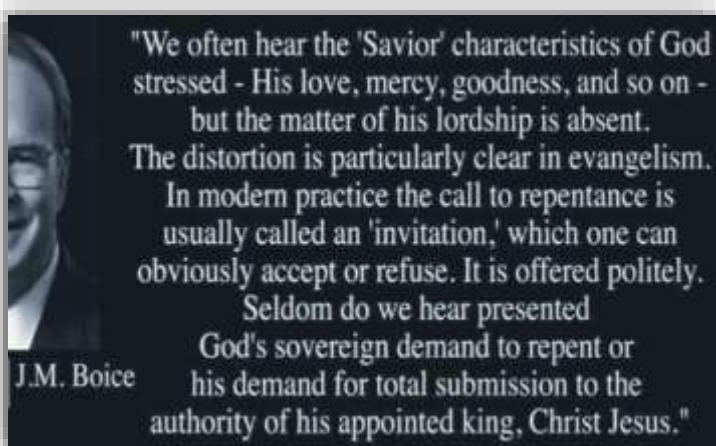 "We often hear the 'Savior' characteristics of God
stressed - His love, mercy, goodness, and so on -
but the matter of his lordship is absent.
The distortion is particularly clear in evangelism.
In modern practice the call to repentance is
usually called an 'invitation,' which one can
obviously accept or refuse. It is offered politely.
Seldom do we hear presented
God's sovereign demand to repent or
his demand for total submission to the
authority of his appointed king, Christ Jesus."
J.M. Boice